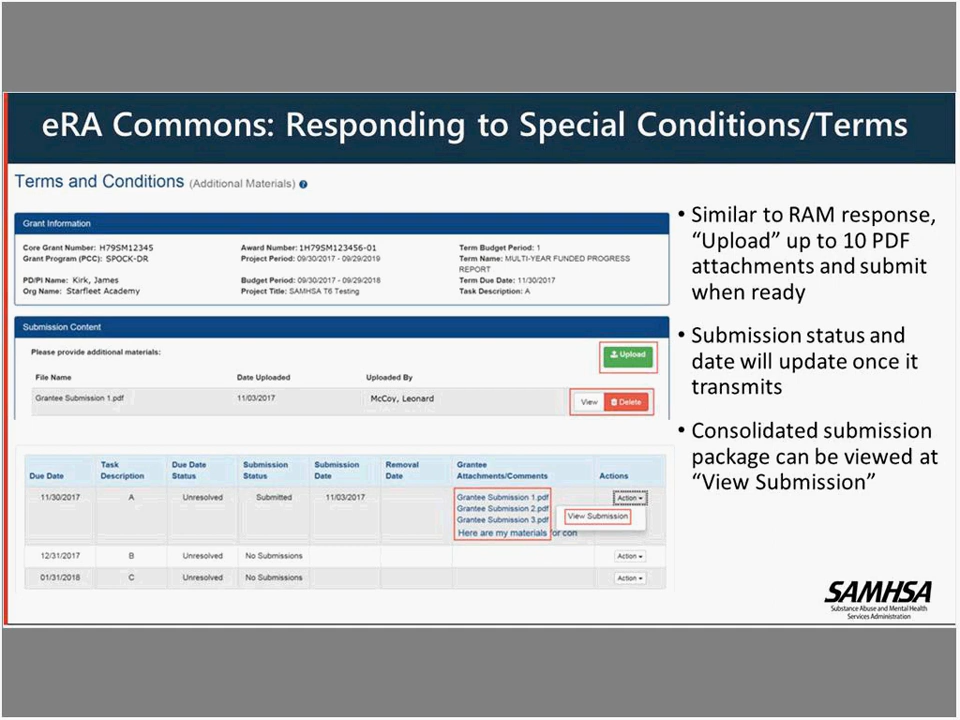 eRA Commons: Responding to Special Conditions/Terms
Terms and Conditions (Additional Materials) ?
Grant Information
Core Grant Number: H79SM12345 Award Number: 1H79SM123456-01 Term Budget Period: 1
Grant Program (PCC): SPOCK-DR Project Period: 09/30/2017 - 09/29/2019 Term Name: MULTI-YEAR FUNDED PROGRESS
REPORT
PD/PI Name: Kirk, James Budget Period: 09/30/2017 - 09/29/2018 Term Due Date: 11/30/2017
Org Name: Starfleet Academy Project Title: SAMHSA T6 Testing Task Description: A
Submission Content
Please provide additional materials:
Upload
File Name Date Uploaded Uploaded By
Grantee Submission 1.pdf 11/03/2017 McCoy, Leonard View Delete
Due Date Task Description Due Date Status Submission Status Submission Date Removal Date Grantee Attachments/Comments Actions
11/30/2017 A Unresolved Submitted 11/03/2017 Grantee Submission 1.pdf Action
Grantee Submission 2.pdf
View Submission
Grantee Submission 3.pdf
Here are my materials for con
12/31/2017 B Unresolved No Submissions Action
01/31/2018 C Unresolved No Submissions Action
• Similar to RAM response,
“Upload” up to 10 PDF
attachments and submit
when ready
• Submission status and
date will update once it
transmits
• Consolidated submission
package can be viewed at
“View Submission”
SAMHSA
Substance Abuse and Mental Health
Services Administration